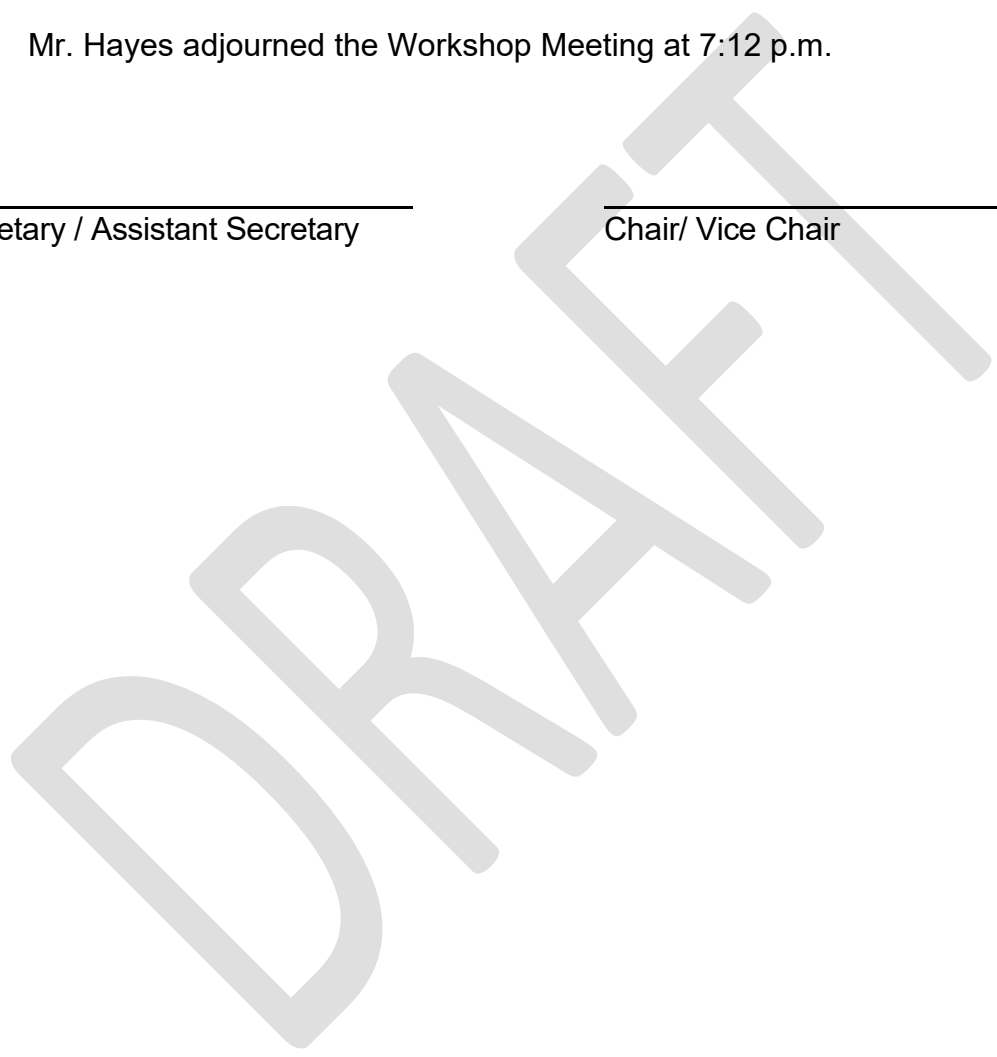 Mr. Hayes adjourned the Workshop Meeting at 7:12 p.m.
etary / Assistant Secretary Chair/ Vice Chair
DRAFT